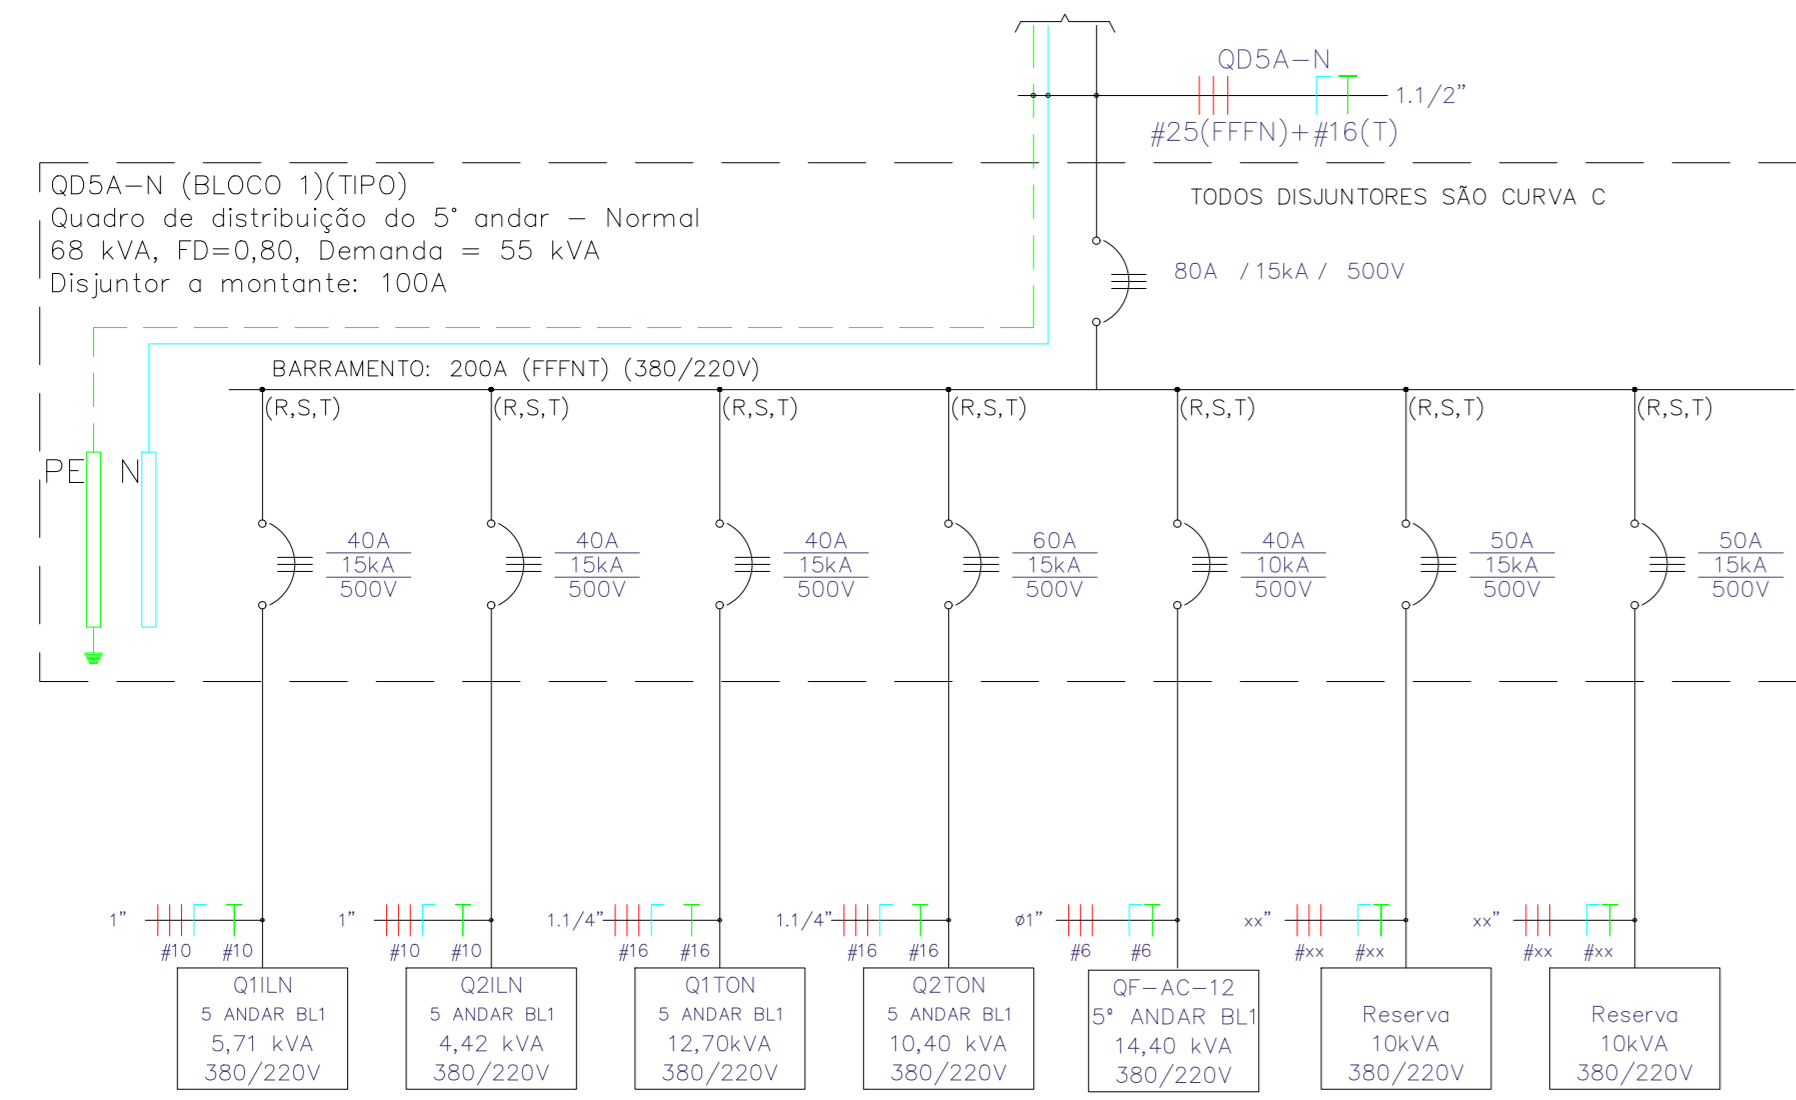 QD5A-N
1.1/2"
#25(FFFN)+#16(T)
QD5A-N (BLOCO 1)(TIPO)
Quadro de distribuição do 5° andar - Normal
68 kVA, FD=0,80, Demanda = 55 kVA
Disjuntor a montante: 100A
TODOS DISJUNTORES SÃO CURVA C
80A /15kA/ 500V
BARRAMENTO: 200A (FFFNT) (380/220V)
(R,S,T) (R,S,T) (R,S,T) (R,S,T) (R,S,T) (R,S,T) (R,S,T)
PE N
40A 40A 40A 60A 40A 50A 50A
15kA 15kA 15kA 15kA 10kA 15kA 15kA
500V 500V 500V 500V 500V 500V 500V
1" 1" 1.1/4" 1.1/4" ø1" xx" xx"
#10 #10 #10 #10 #16 #16 #16 #16 #6 #6 #xx #xx #xx #xx
Q1ILN
5 ANDAR BL1
5,71 kVA
380/220V
Q2ILN
5 ANDAR BL1
4,42 kVA
380/220V
Q1TON
5 ANDAR BL1
12,70kVA
380/220V
Q2TON
5 ANDAR BL1
10,40 kVA
380/220V
QF-AC-12
5° ANDAR BL1
14,40 kVA
380/220V
Reserva
10kVA
380/220V
Reserva
10kVA
380/220V